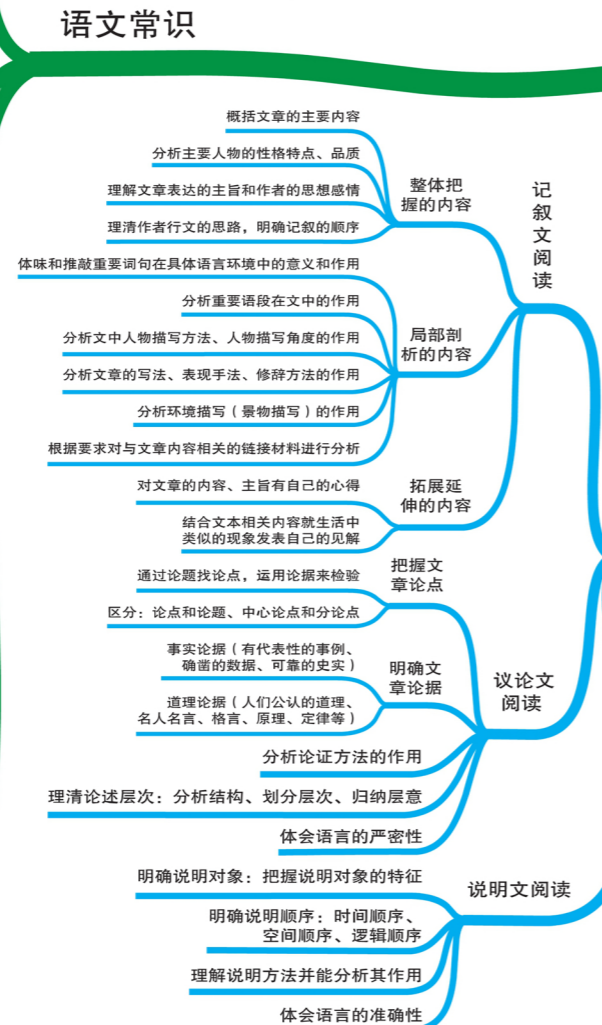 语文常识
记
叙
文
阅
读
整体把
握的内容
概括文章的主要内容
分析主要人物的性格特点、品质
理解文章表达的主旨和作者的思想感情
理清作者行文的思路，明确记叙的顺序
局部剖
析的内容
体味和推敲重要词句在具体语言环境中的意义和作用
分析重要语段在文中的作用
分析文中人物描写方法、人物描写角度的作用
分析文章的写法、表现手法、修辞方法的作用
分析环境描写（景物描写）的作用
根据要求对与文章内容相关的链接材料进行分析
拓展延
伸的内容
对文章的内容、主旨有自己的心得
结合文本相关内容就生活中
类似的现象发表自己的见解
议论文
阅读
把握文
章论点
通过论题找论点，运用论据来检验
区分：论点和论题、中心论点和分论点
明确文
章论据
事实论据（有代表性的事例、
确凿的数据、可靠的史实）
道理论据（人们公认的道理、
名人名言、格言、原理、定律等）
分析论证方法的作用
理清论述层次：分析结构、划分层次、归纳层意
体会语言的严密性
说明文阅读
明确说明对象：把握说明对象的特征
明确说明顺序：时间顺序、
空间顺序、逻辑顺序
理解说明方法并能分析其作用
体会语言的准确性